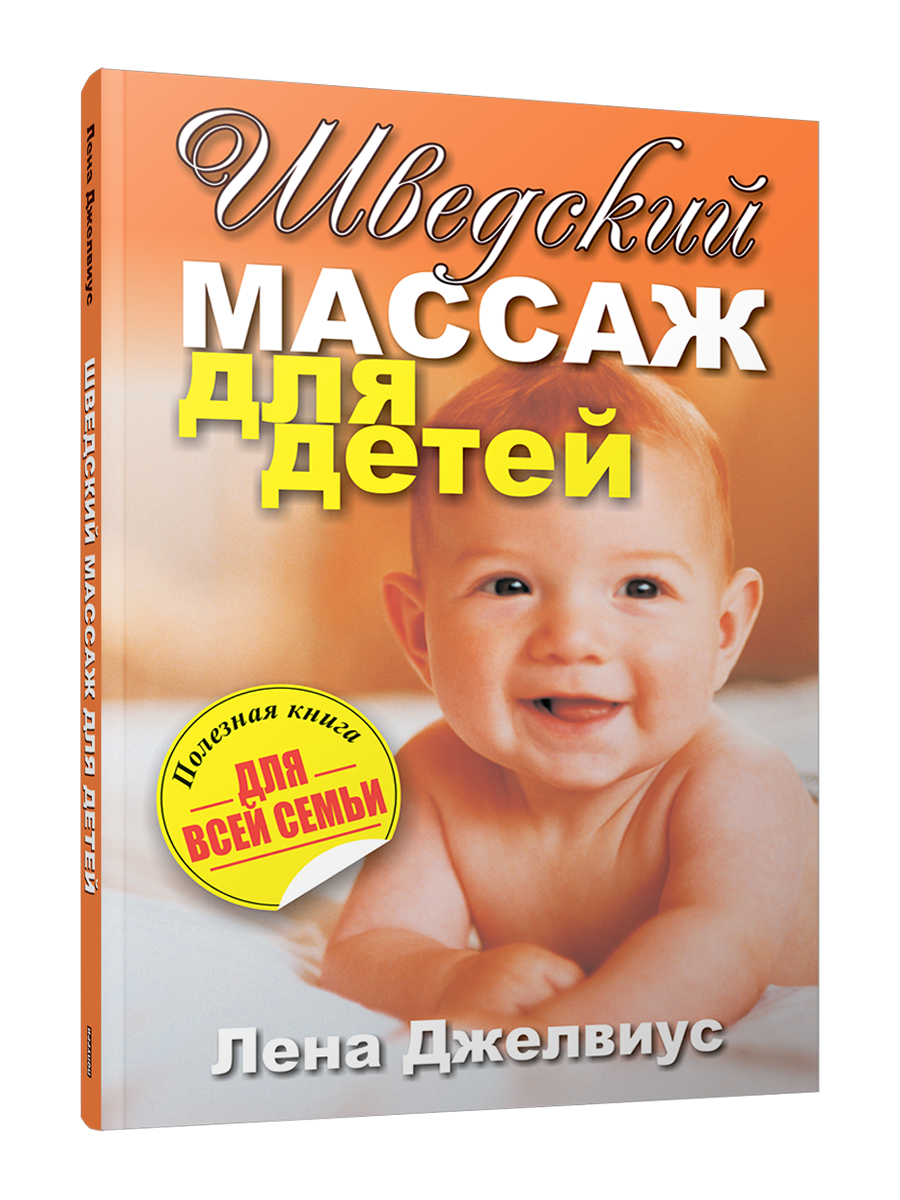 Шведский
МАССАЖ
для
детей
Полезная книга
ДЛЯ
ВСЕЙ СЕМЬИ
Лена Джелвиус
Лена Джелвиус ШВЕДСКИЙ МАССАЖ ДЛЯ ДЕТЕЙ